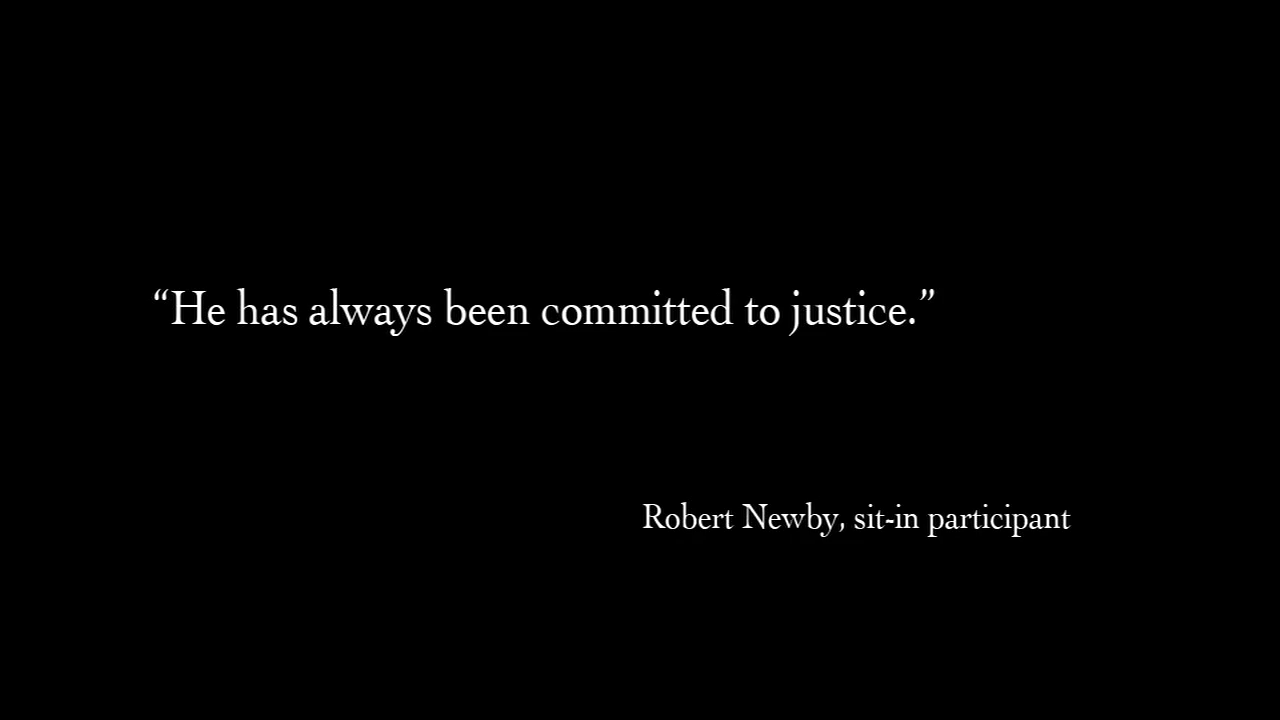 “He has always been committed to justice.”
Robert Newby, sit-in participant